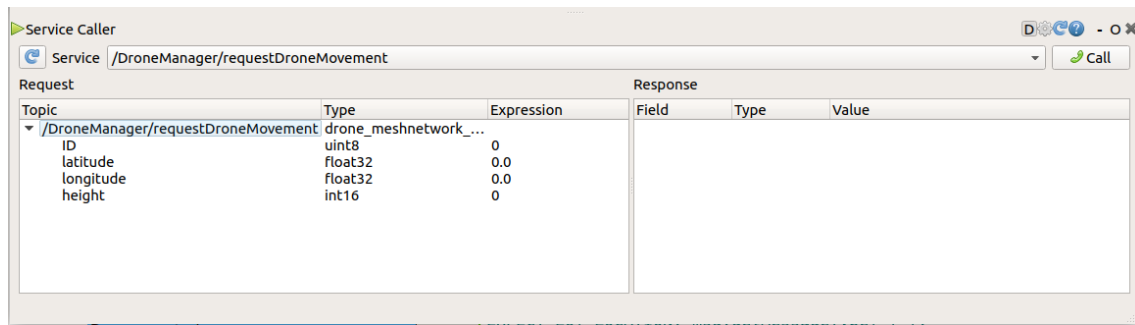 Service Caller
D - O
Service /DroneManager/requestDroneMovement Call
Request Response
Topic Type Expression Field Type Value
/DroneManager/requestDroneMovement drone_meshnetwork_...
ID uint8 0
latitude float32 0.0
longitude float32 0.0
height int16 0